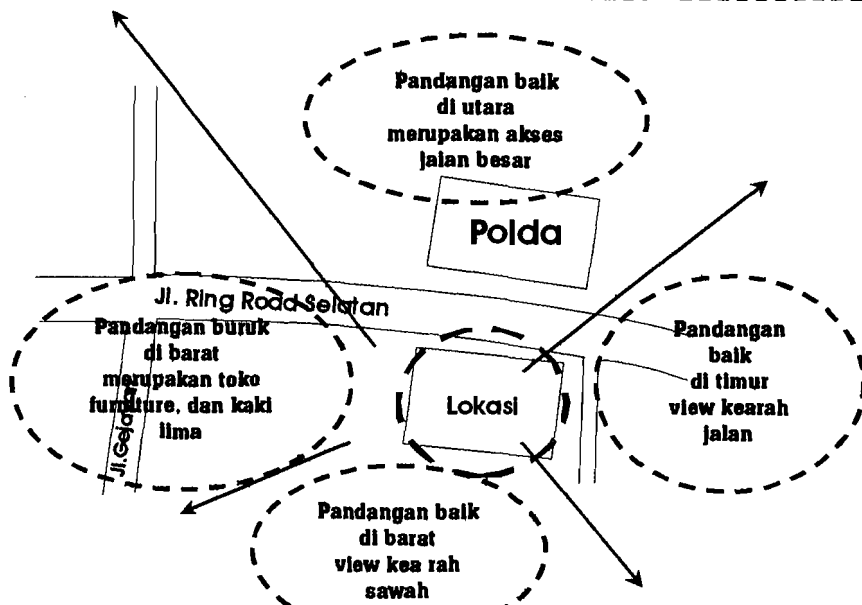 Pandangan baik
di utara
merupakan akses
jalan besar
Polda
Jl. Ring Road Selatan
Pandangan buruk
di barat
merupakan toko
furniture, dan kaki
lima
Pandangan
baik
di timur
view kearah
jalan
Lokasi
Pandangan baik
di barat
view kea rah
sawah